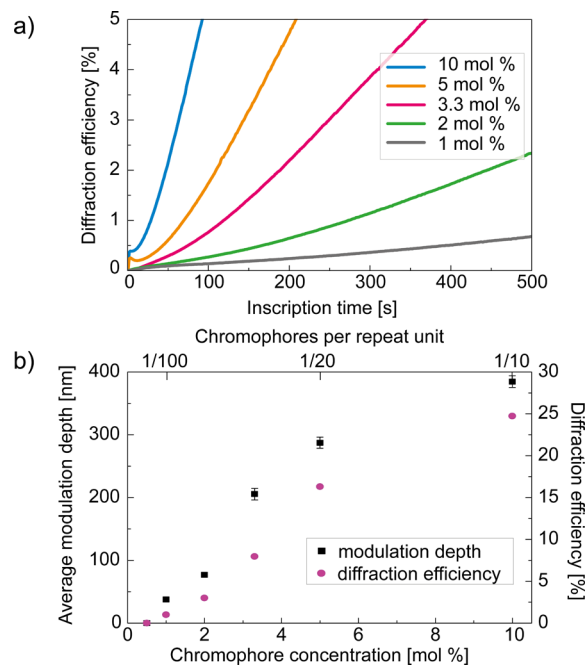 a)
Diffraction efficiency [%]
5
4
3
2
1
0
10 mol %
5 mol %
3.3 mol %
2 mol %
1 mol %
0 100 200 300 400 500
Inscription time [s]
Chromophores per repeat unit
b)
1/100 1/20 1/10
Average modulation depth [nm]
400
300
200
100
0
30
25
20
15
10
5
0
Diffraction
efficiency [%]
modulation depth
diffraction efficiency
0 2 4 6 8 10
Chromophore concentration [mol %]